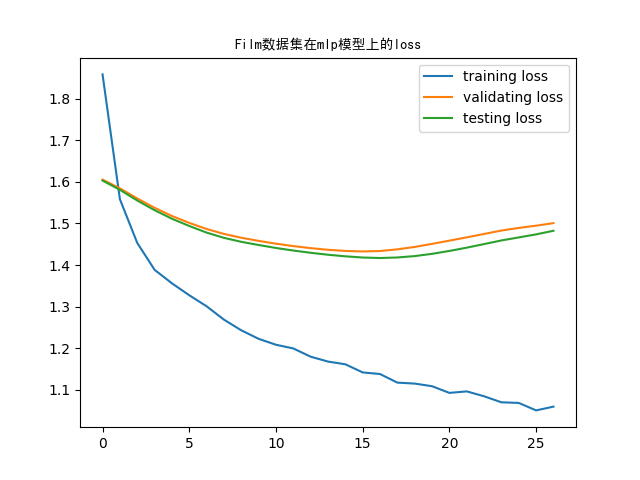 Film数据集在mlp模型上的loss
training loss
validating loss
testing loss
1.8
1.7
1.6
1.5
1.4
1.3
1.2
1.1
0 5 10 15 20 25